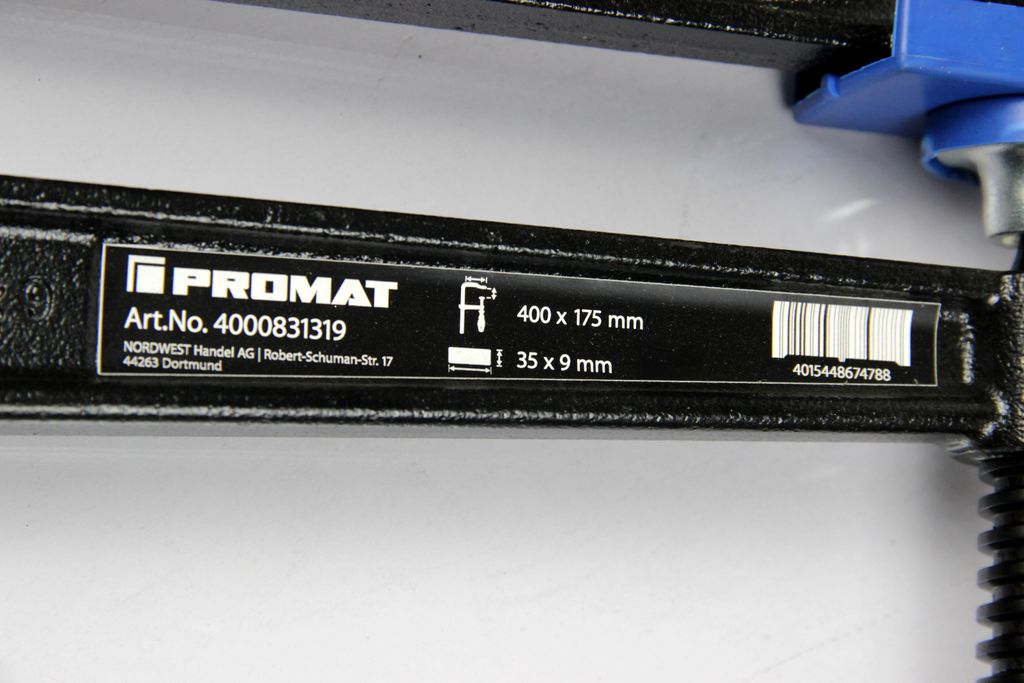 PROMAT
Art.No. 4000831319
NORDWEST Handel AG | Robert-Schuman-Str. 17
44263 Dortmund
400 x 175 mm
35 x 9 mm
4015448674788